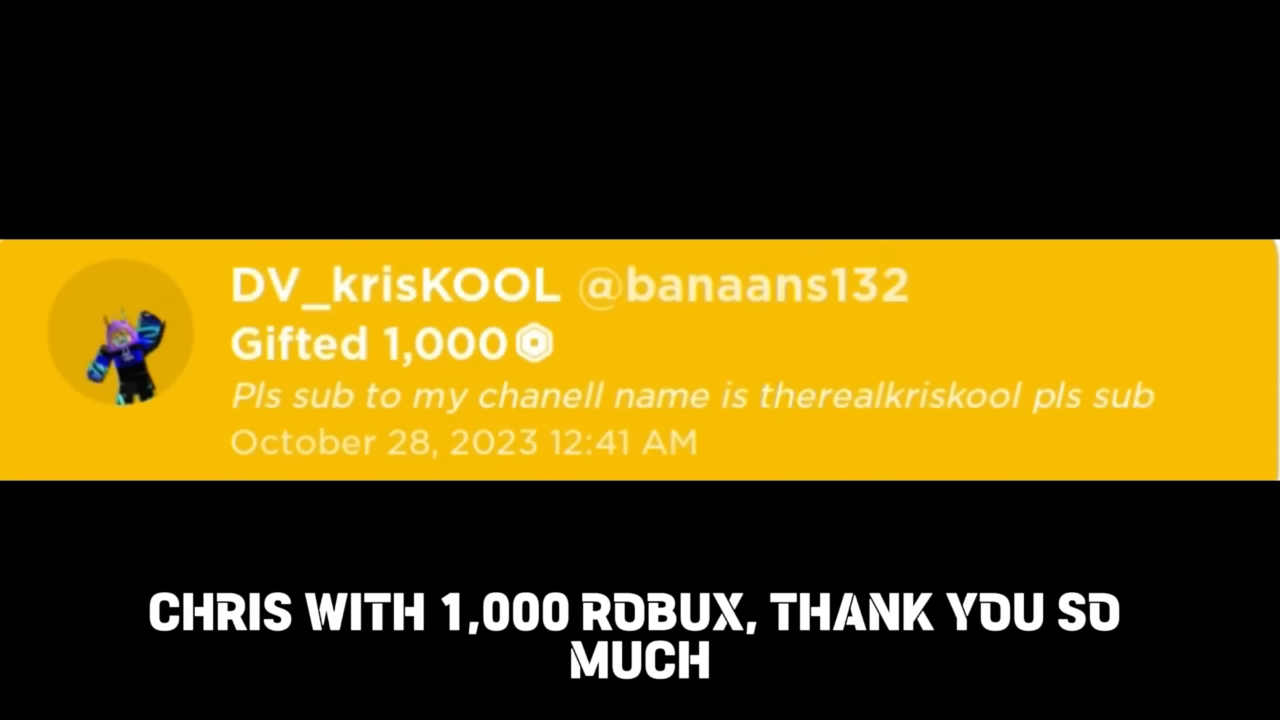 DV_krisKOOL @banaans132
Gifted 1,000
Pls sub to my chanell name is therealkriskool pls sub
October 28, 2023 12:41 AM
CHRIS WITH 1,000 ROBUX, THANK YOU SO
MUCH